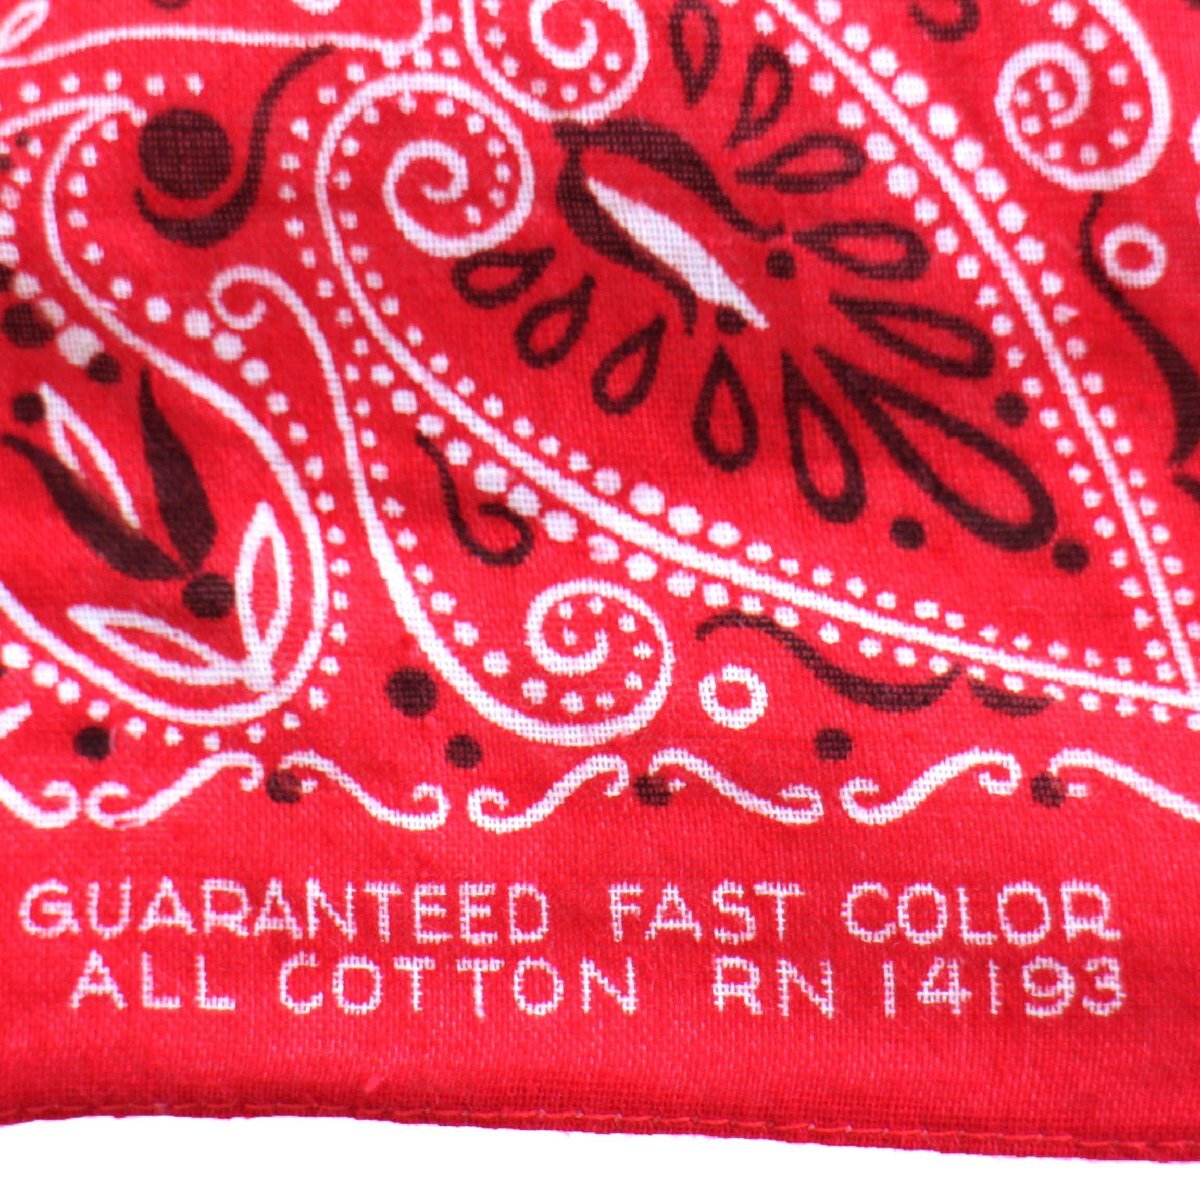 GUARANTEED FAST COLOR
ALL COTTON RN 14193